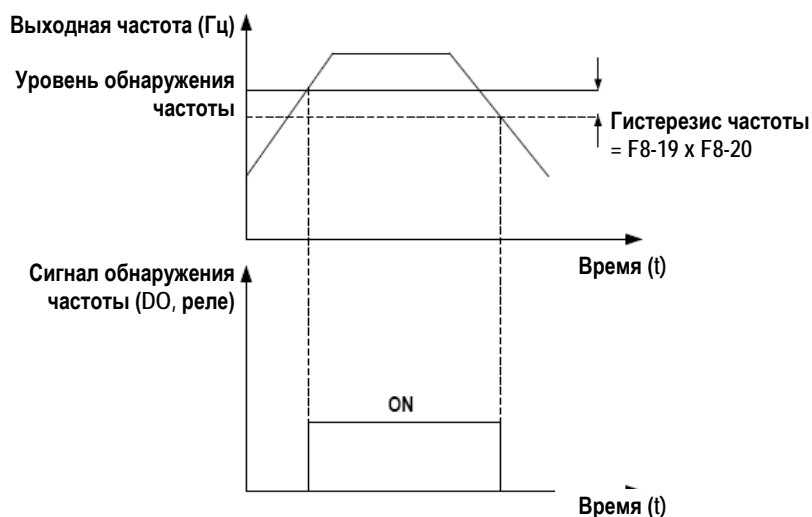 Выходная частота (Гц)
Уровень обнаружения
частоты
Гистерезис частоты
= F8-19 x F8-20
Время (t)
Сигнал обнаружения
частоты (DO, реле)
ON
Время (t)